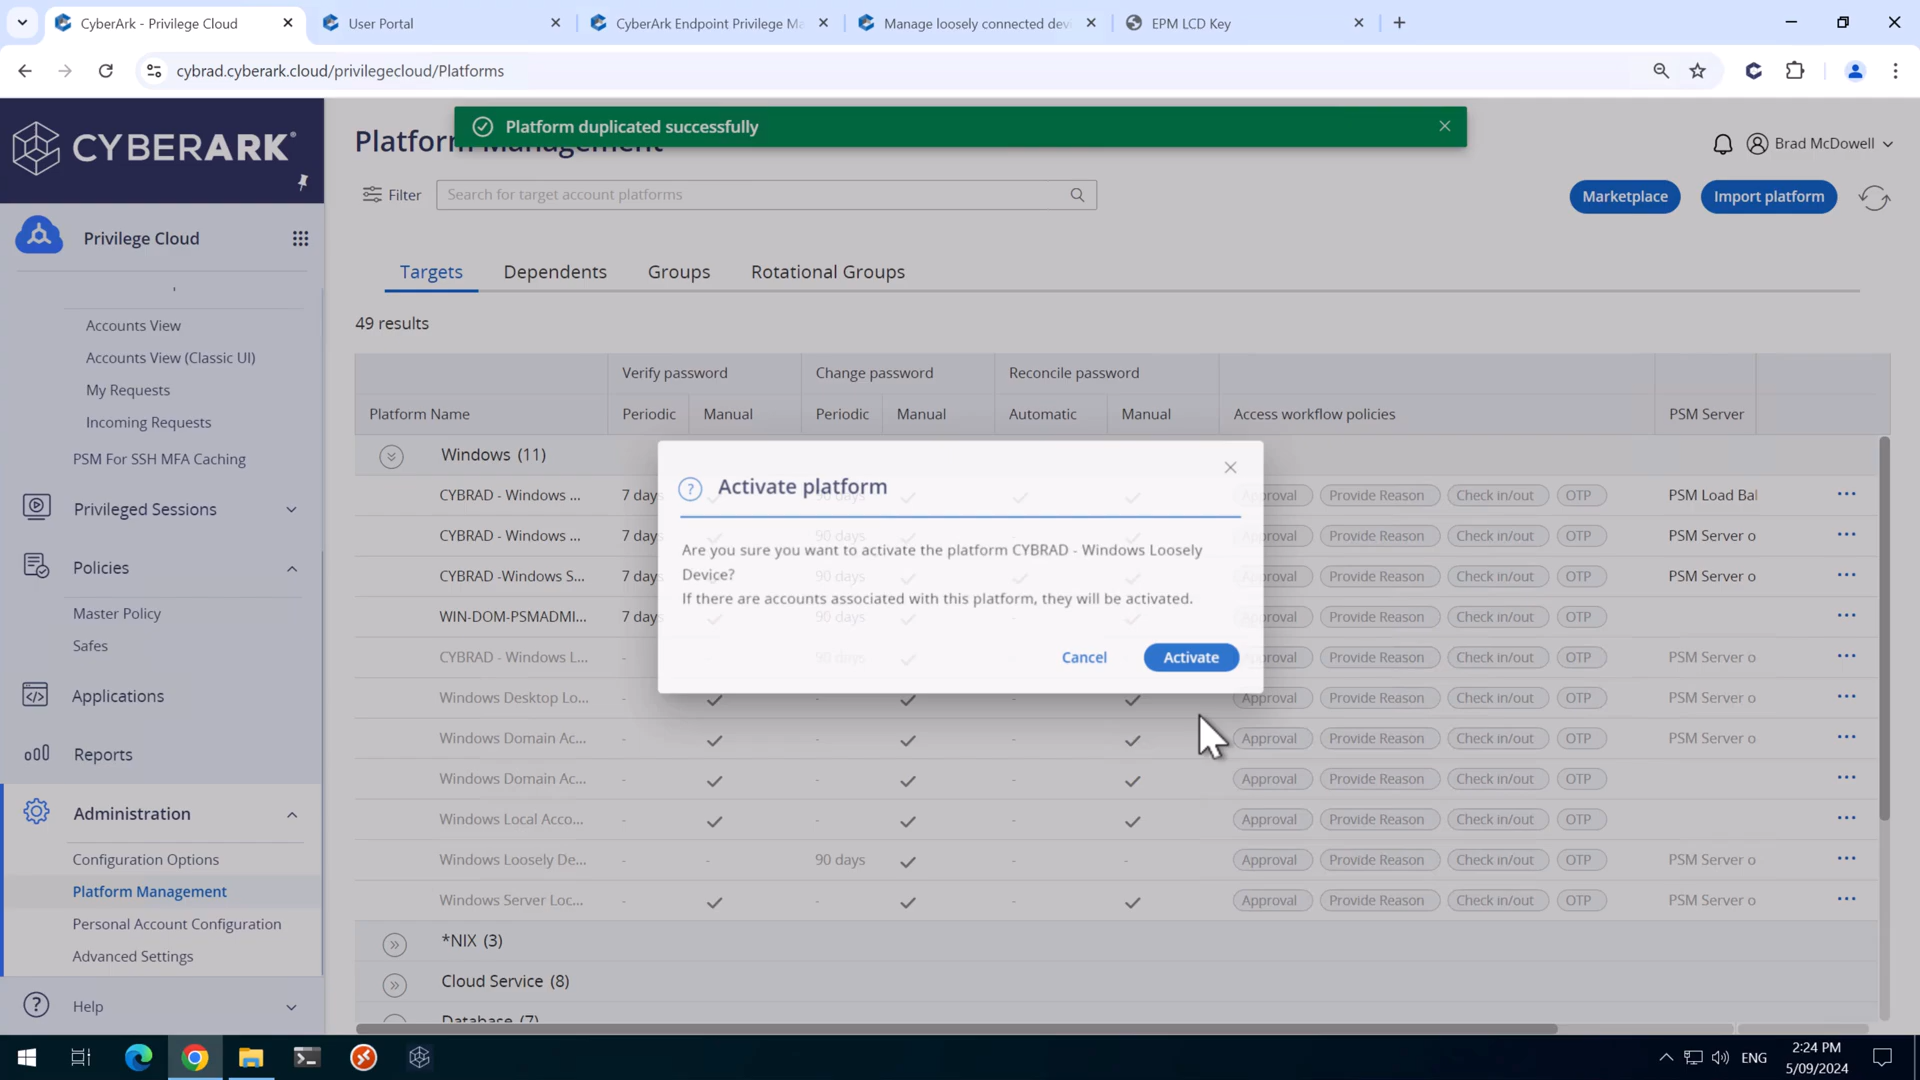 CyberArk - Privilege Cloud
User Portal
CyberArk Endpoint Privilege Ma
Manage loosely connected devi
EPM LCD Key
cybrad.cyberark.cloud/privilegecloud/Platforms
CYBERARK
Privilege Cloud
Accounts View
Accounts View (Classic UI)
My Requests
Incoming Requests
PSM For SSH MFA Caching
Privileged Sessions
Policies
Master Policy
Safes
Applications
Reports
Administration
Configuration Options
Platform Management
Personal Account Configuration
Advanced Settings
Help
Platform Management
Platform duplicated successfully
Brad McDowell
Filter
Search for target account platforms
Marketplace
Import platform
Targets Dependents Groups Rotational Groups
49 results
Verify password Change password Reconcile password
Platform Name Periodic Manual Periodic Manual Automatic Manual Access workflow policies PSM Server
Windows (11)
CYBRAD - Windows ... 7 days 90 days Approval Provide Reason Check in/out OTP PSM Load Bal
CYBRAD - Windows ... 7 days 90 days Approval Provide Reason Check in/out OTP PSM Server o
CYBRAD -Windows S... 7 days 90 days Approval Provide Reason Check in/out OTP PSM Server o
WIN-DOM-PSMADMI... 7 days 90 days - Approval Provide Reason Check in/out OTP
CYBRAD - Windows L... - 90 days Approval Provide Reason Check in/out OTP PSM Server o
Windows Desktop Lo... - - - Approval Provide Reason Check in/out OTP PSM Server o
Windows Domain Ac... - - - Approval Provide Reason Check in/out OTP PSM Server o
Windows Domain Ac... - - - Approval Provide Reason Check in/out OTP
Windows Local Acco... - - - Approval Provide Reason Check in/out OTP
Windows Loosely De... - - 90 days - - Approval Provide Reason Check in/out OTP PSM Server o
Windows Server Loc... - - - Approval Provide Reason Check in/out OTP PSM Server o
*NIX (3)
Cloud Service (8)
Database (7)
? Activate platform
Are you sure you want to activate the platform CYBRAD - Windows Loosely
Device?
If there are accounts associated with this platform, they will be activated.
Cancel
Activate
ENG
2:24 PM
5/09/2024